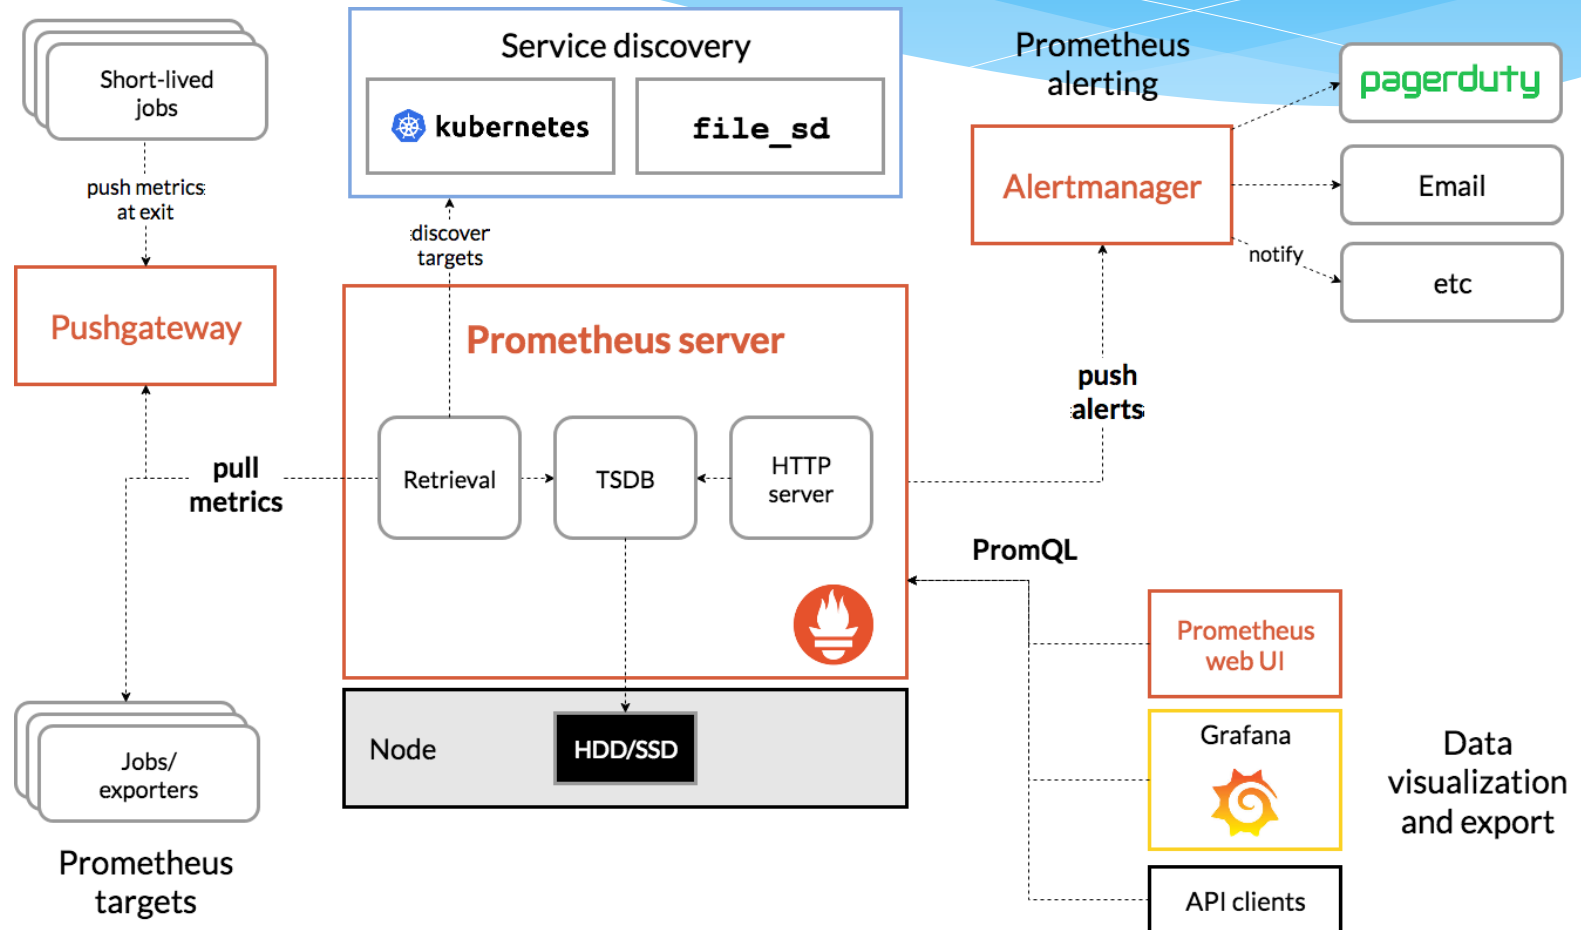 Short-lived
jobs
push metrics
at exit
Pushgateway
Service discovery
kubernetes
file_sd
discover
targets
Prometheus
alerting
Alertmanager
pagerduty
Email
notify
etc
Prometheus server
pull
metrics
Retrieval
TSDB
HTTP
server
push
alerts
PromQL
Node
HDD/SSD
Jobs/
exporters
Prometheus
targets
Prometheus
web UI
Grafana
API clients
Data
visualization
and export